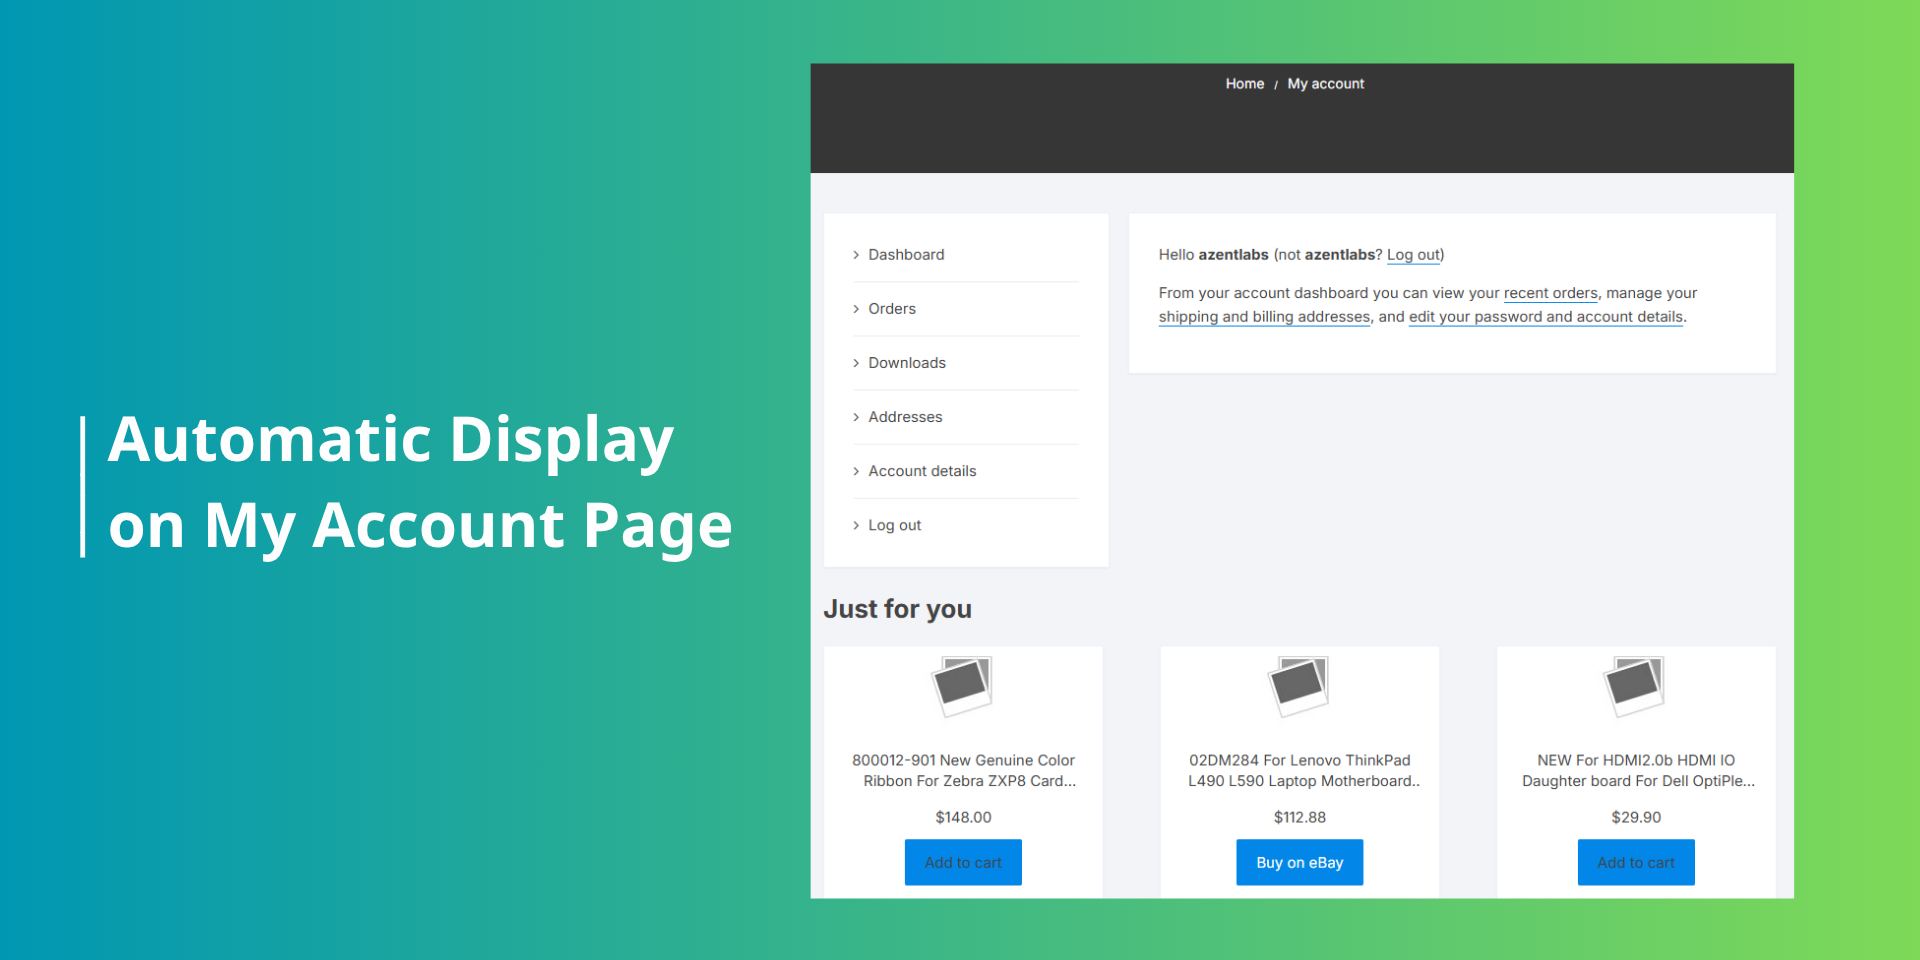 Automatic Display
on My Account Page
Home / My account
Dashboard
Orders
Downloads
Addresses
Account details
Log out
Hello azentlabs (not azentlabs? Log out)
From your account dashboard you can view your recent orders, manage your
shipping and billing addresses, and edit your password and account details.
Just for you
800012-901 New Genuine Color
Ribbon For Zebra ZXP8 Card...
$148.00
Add to cart
02DM284 For Lenovo ThinkPad
L490 L590 Laptop Motherboard..
$112.88
Buy on eBay
NEW For HDMI2.0b HDMI IO
Daughter board For Dell OptiPle...
$29.90
Add to cart